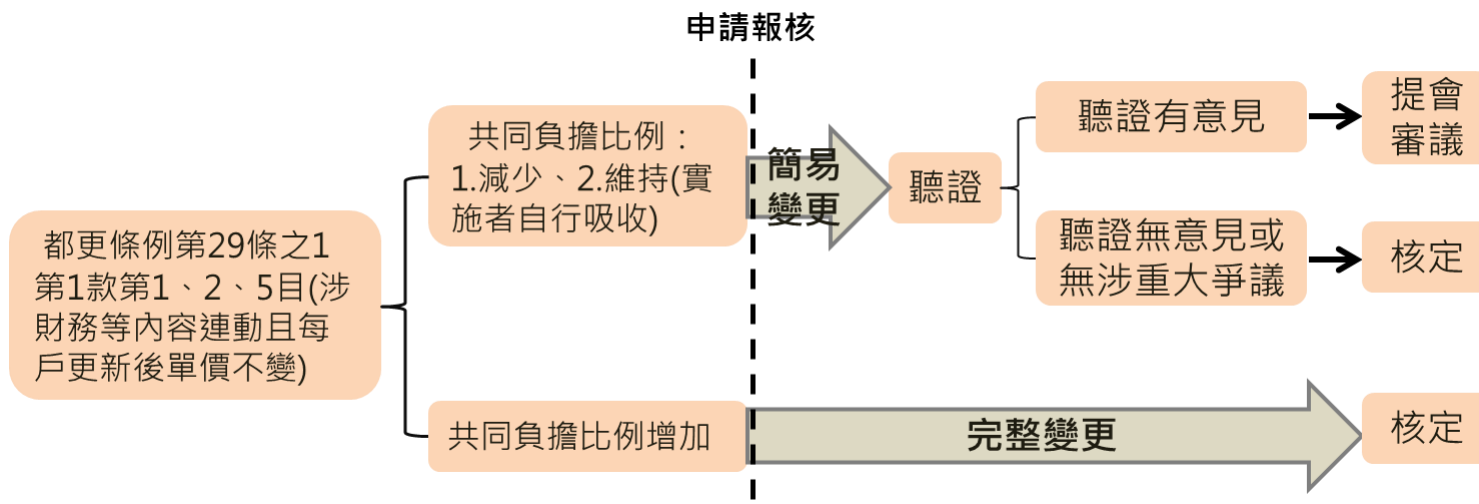 申請報核
都更條例第29條之1
第1款第1、2、5目(涉
財務等內容連動且每
戶更新後單價不變)
共同負擔比例：
1.減少、2.維持(實
施者自行吸收)
簡易
變更
聽證
聽證有意見
提會
審議
聽證無意見或
無涉重大爭議
核定
共同負擔比例增加
完整變更
核定